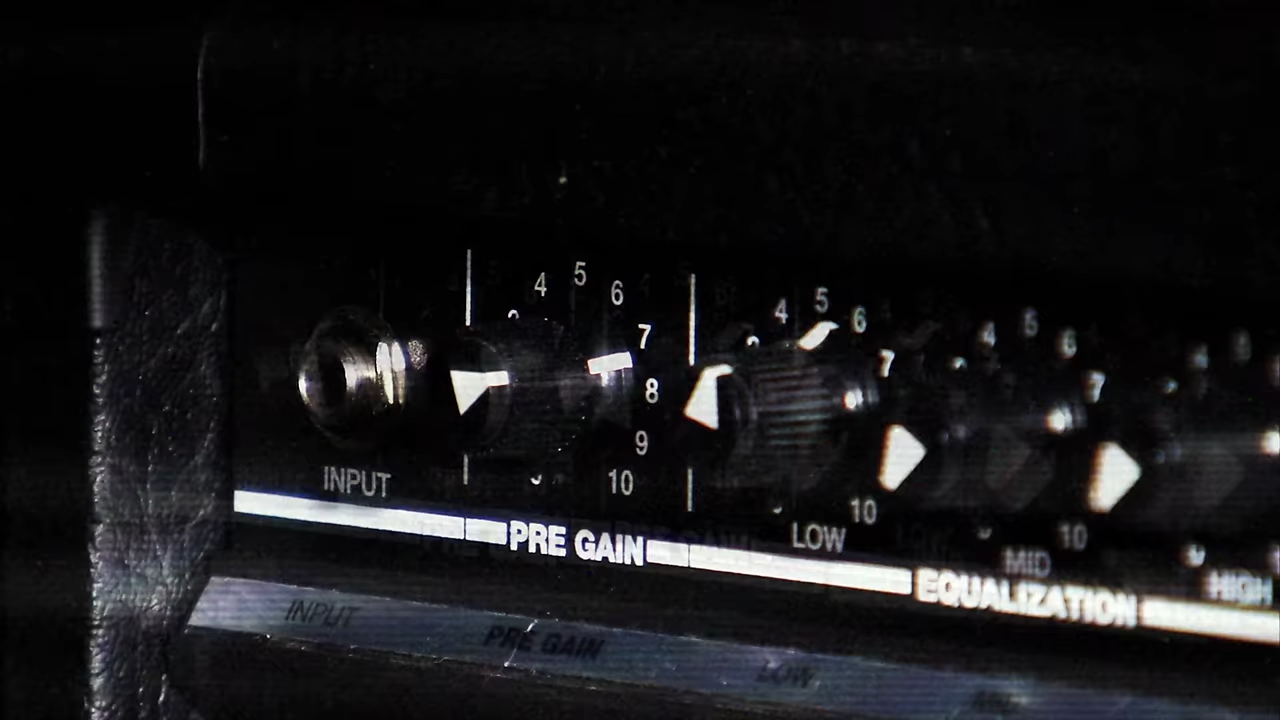 4 5 6 7 8 9 10
4 5 6 7 10
4 5 6 7 10
INPUT
LOW
MID
HIGH
PRE GAIN
EQUALIZATION
INPUT
PRE GAIN
LOW